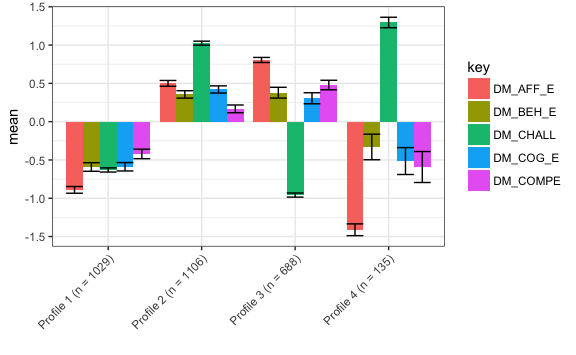 1.5
1.0
0.5
0.0
-0.5
-1.0
-1.5
mean
Profile 1 (n = 1029)
Profile 2 (n = 1106)
Profile 3 (n = 688)
Profile 4 (n = 135)
key
DM_AFF_E
DM_BEH_E
DM_CHALL
DM_COG_E
DM_COMPE